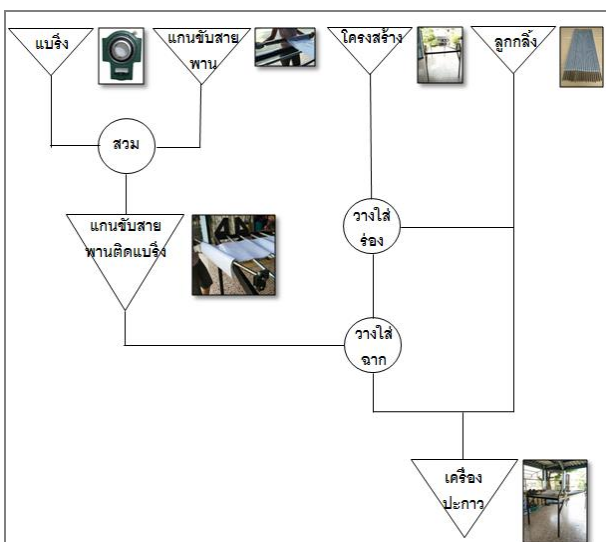 แบริ่ง
แกนขับสาย
พาน
โครงสร้าง
ลูกกลิ้ง
สวม
แกนขับสาย
พานติดแบริ่ง
วางใส่
ร่อง
วางใส่
ฉาก
เครื่อง
ปะกาว